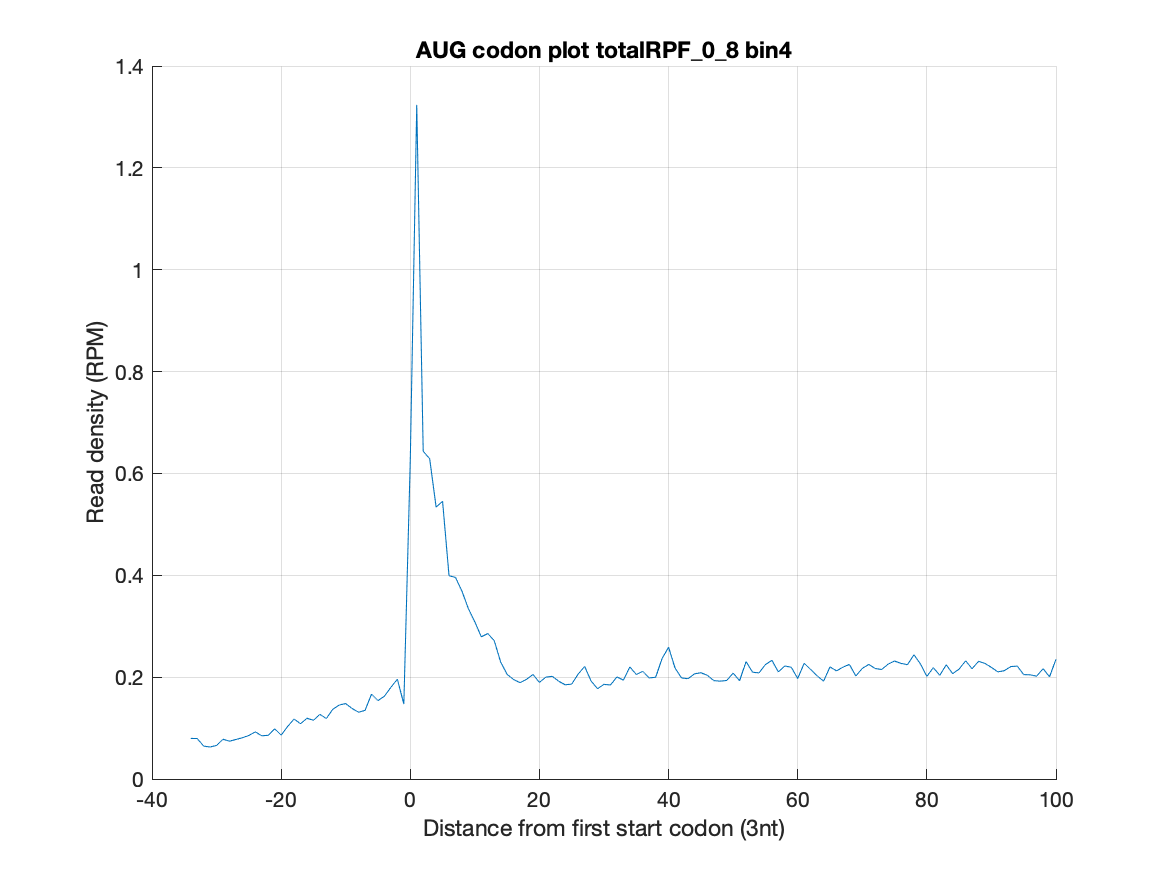 AUG codon plot totalRPF_0_8 bin4
1.4
1.2
1
0.8
0.6
0.4
0.2
0
Read density (RPM)
-40 -20 0 20 40 60 80 100
Distance from first start codon (3nt)